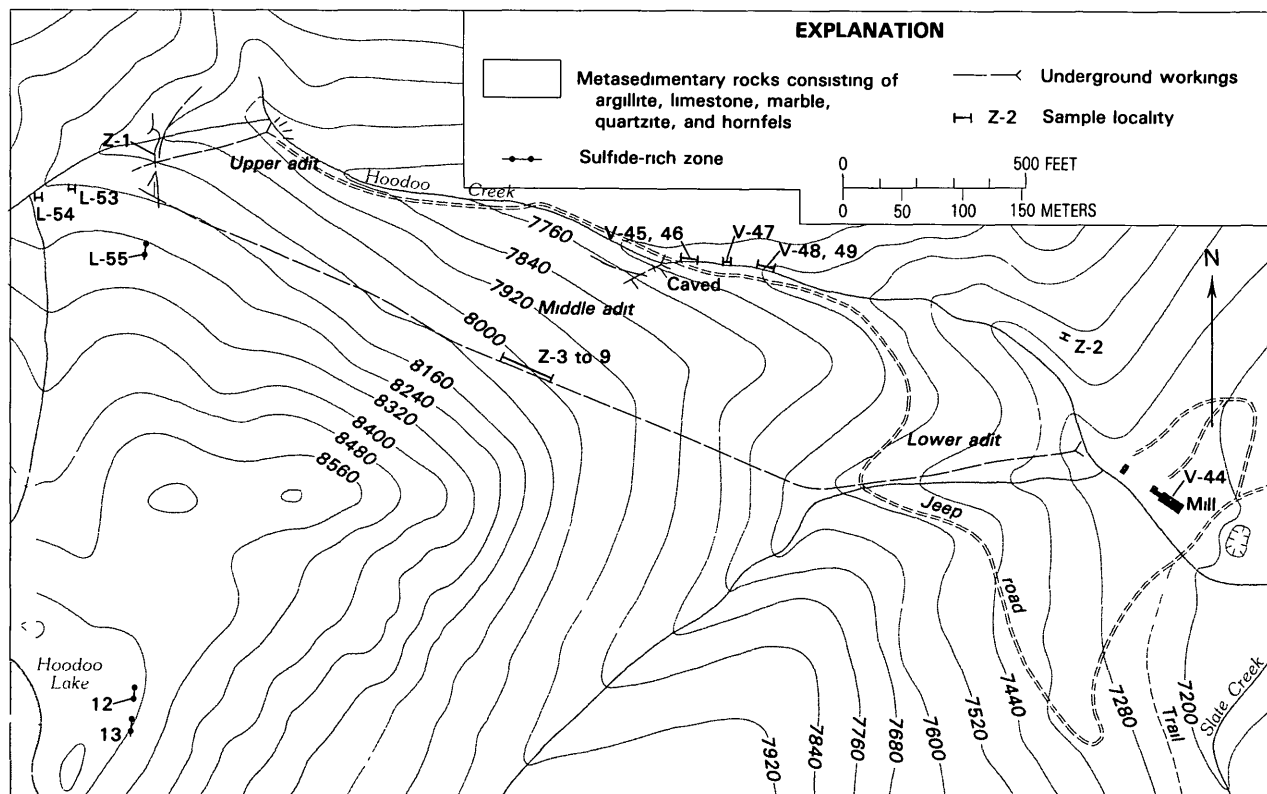 EXPLANATION
Metasedimentary rocks consisting of
argillite, limestone, marble,
quartzite, and hornfels
Sulfide-rich zone
Underground workings
Z-2 Sample locality
0 500 FEET
0 50 100 150 METERS
Z-1
Upper adit
Hoodoo Creek
L-53
L-54
L-55
7760
7840
7920
8000
8160
8240
8320
8400
8480
8560
V-45, 46
V-47
V-48, 49
Caved
Middle adit
Z-3 to 9
Z-2
N
Lower adit
V-44
Mill
Jeep
road
Hoodoo
Lake
12
13
7920
7840
7760
7680
7600
7520
7440
7280
Trail
7200
Slate Creek